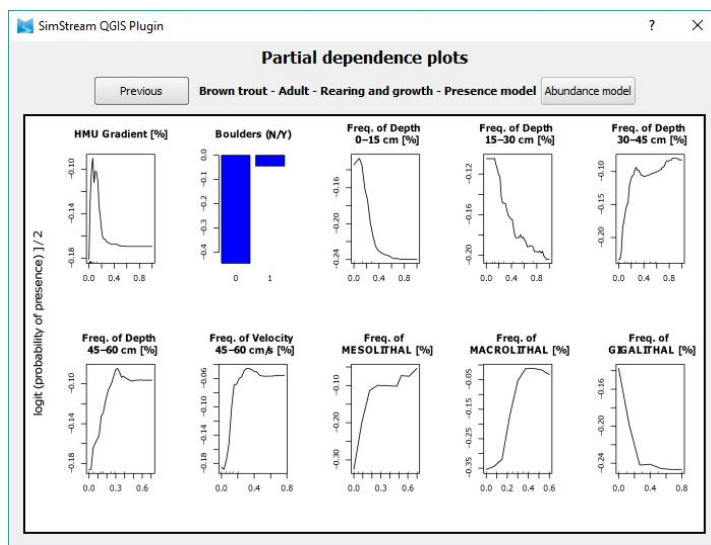 SimStream QGIS Plugin
? ×
Partial dependence plots
Previous
Brown trout - Adult - Rearing and growth - Presence model
Abundance model
logit (probability of presence) ] / 2
HMU Gradient [%]
-0.10
-0.14
-0.18
0.0 0.4 0.8
Boulders (N/Y)
0.0
-0.1
-0.2
-0.3
-0.4
0 1
Freq. of Depth
0–15 cm [%]
-0.16
-0.20
-0.24
0.0 0.4 0.8
Freq. of Depth
15–30 cm [%]
-0.12
-0.16
-0.20
0.0 0.4 0.8
Freq. of Depth
30–45 cm [%]
-0.10
-0.15
-0.20
0.0 0.4 0.8
Freq. of Depth
45–60 cm [%]
-0.10
-0.14
-0.18
0.0 0.3 0.6
Freq. of Velocity
45–60 cm/s [%]
-0.06
-0.10
-0.14
-0.18
0.0 0.4 0.8
Freq. of
MESOLITHAL [%]
-0.10
-0.20
-0.30
0.0 0.2 0.4 0.6
Freq. of
MACROLITHAL [%]
-0.05
-0.15
-0.25
-0.35
0.0 0.2 0.4 0.6
Freq. of
GIGALITHAL [%]
-0.16
-0.20
-0.24
0.0 0.4 0.8